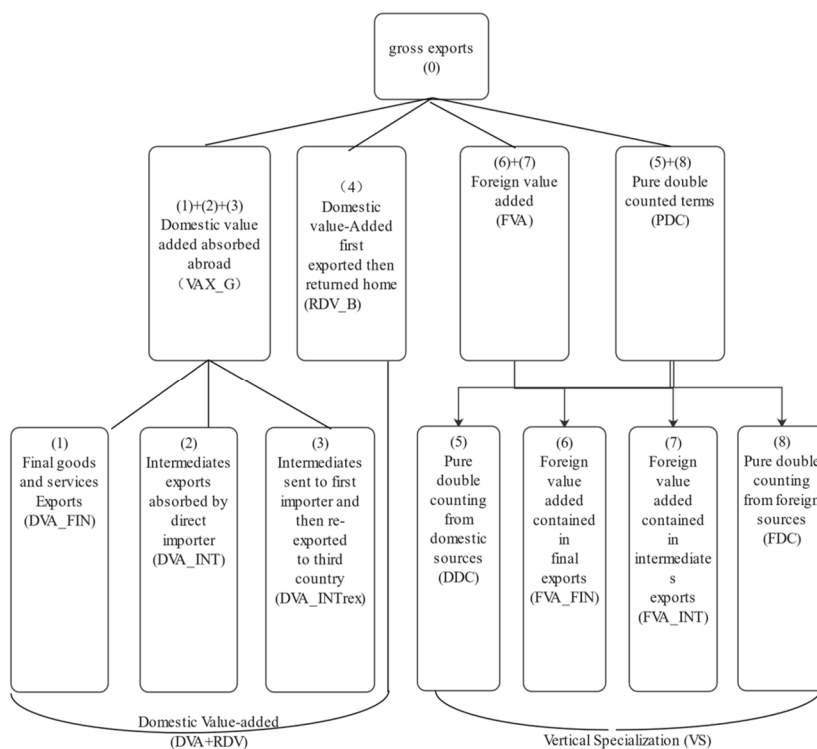 gross exports
(0)
(1)+(2)+(3)
Domestic value
added absorbed
abroad
（VAX_G）
（4）
Domestic
value-Added
first
exported then
returned home
(RDV_B)
(6)+(7)
Foreign value
added
(FVA)
(5)+(8)
Pure double
counted terms
(PDC)
(1)
Final goods
and services
Exports
(DVA_FIN)
(2)
Intermediates
exports
absorbed by
direct
importer
(DVA_INT)
(3)
Intermediates
sent to first
importer and
then re-
exported
to third
country
(DVA_INTrex)
(5)
Pure
double
counting
from
domestic
sources
(DDC)
(6)
Foreign
value
added
contained
in
final
exports
(FVA_FIN)
(7)
Foreign
value
added
contained
in
intermediate
s
exports
(FVA_INT)
(8)
Pure double
counting
from foreign
sources
(FDC)
Domestic Value-added
(DVA+RDV)
Vertical Specialization (VS)